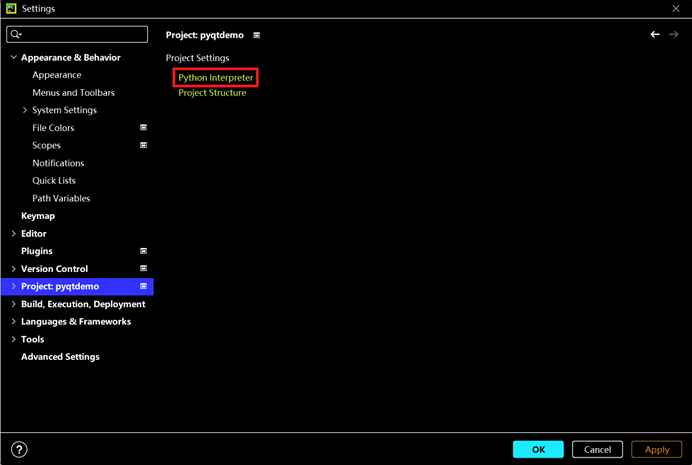 Settings
Project: pyqtdemo
Appearance & Behavior
Appearance
Menus and Toolbars
System Settings
File Colors
Scopes
Notifications
Quick Lists
Path Variables
Keymap
Editor
Plugins
Version Control
Project: pyqtdemo
Build, Execution, Deployment
Languages & Frameworks
Tools
Advanced Settings
Project Settings
Python Interpreter
Project Structure
?
OK
Cancel
Apply